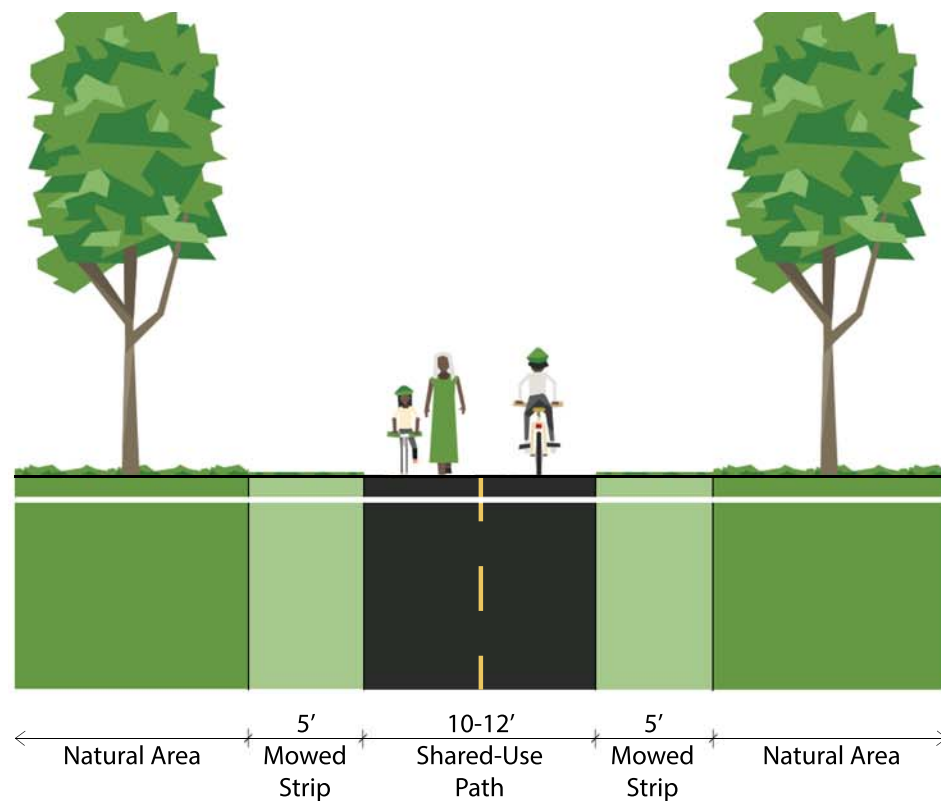 5′ 10-12′ 5′
Natural Area Mowed Shared-Use Mowed Natural Area
Strip Path Strip